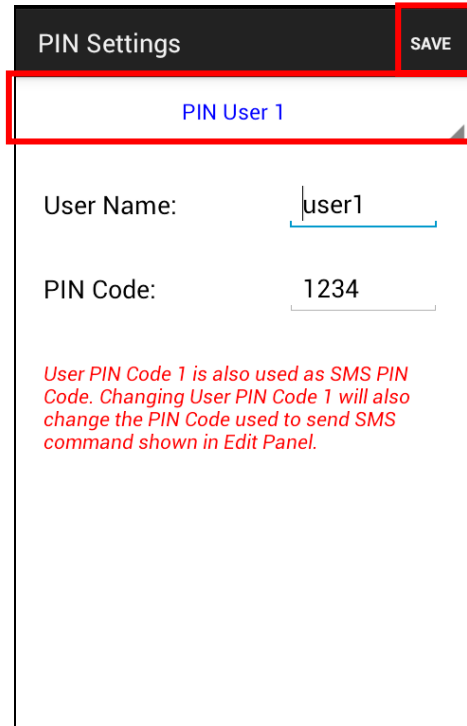 PIN Settings SAVE
PIN User 1
User Name: user1
PIN Code: 1234
User PIN Code 1 is also used as SMS PIN
Code. Changing User PIN Code 1 will also
change the PIN Code used to send SMS
command shown in Edit Panel.